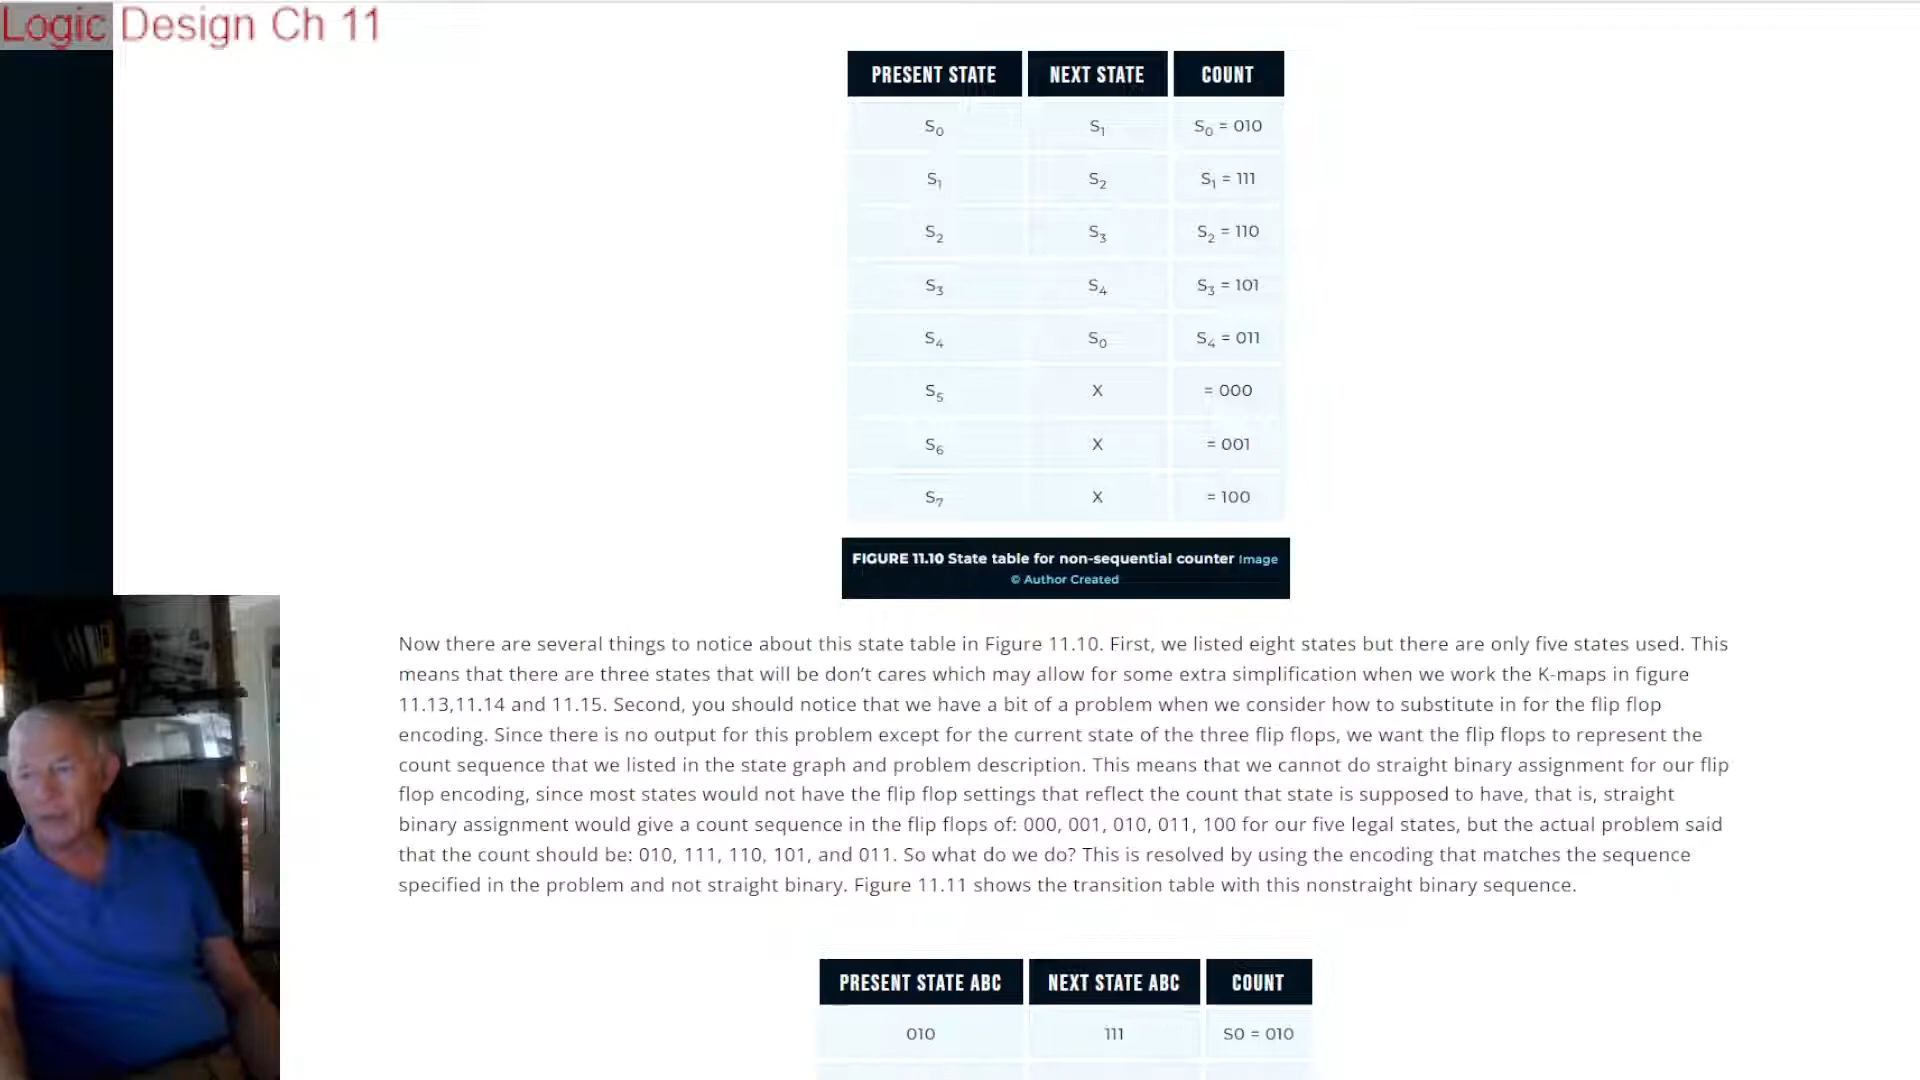 Logic Design Ch 11
PRESENT STATE NEXT STATE COUNT
S0 S1 S0 = 010
S1 S2 S1 = 111
S2 S3 S2 = 110
S3 S4 S3 = 101
S4 S0 S4 = 011
S5 X = 000
S6 X = 001
S7 X = 100
FIGURE 11.10 State table for non-sequential counter Image
© Author Created
Now there are several things to notice about this state table in Figure 11.10. First, we listed eight states but there are only five states used. This
means that there are three states that will be don’t cares which may allow for some extra simplification when we work the K-maps in figure
11.13,11.14 and 11.15. Second, you should notice that we have a bit of a problem when we consider how to substitute in for the flip flop
encoding. Since there is no output for this problem except for the current state of the three flip flops, we want the flip flops to represent the
count sequence that we listed in the state graph and problem description. This means that we cannot do straight binary assignment for our flip
flop encoding, since most states would not have the flip flop settings that reflect the count that state is supposed to have, that is, straight
binary assignment would give a count sequence in the flip flops of: 000, 001, 010, 011, 100 for our five legal states, but the actual problem said
that the count should be: 010, 111, 110, 101, and 011. So what do we do? This is resolved by using the encoding that matches the sequence
specified in the problem and not straight binary. Figure 11.11 shows the transition table with this nonstraight binary sequence.
PRESENT STATE ABC NEXT STATE ABC COUNT
010 111 S0 = 010